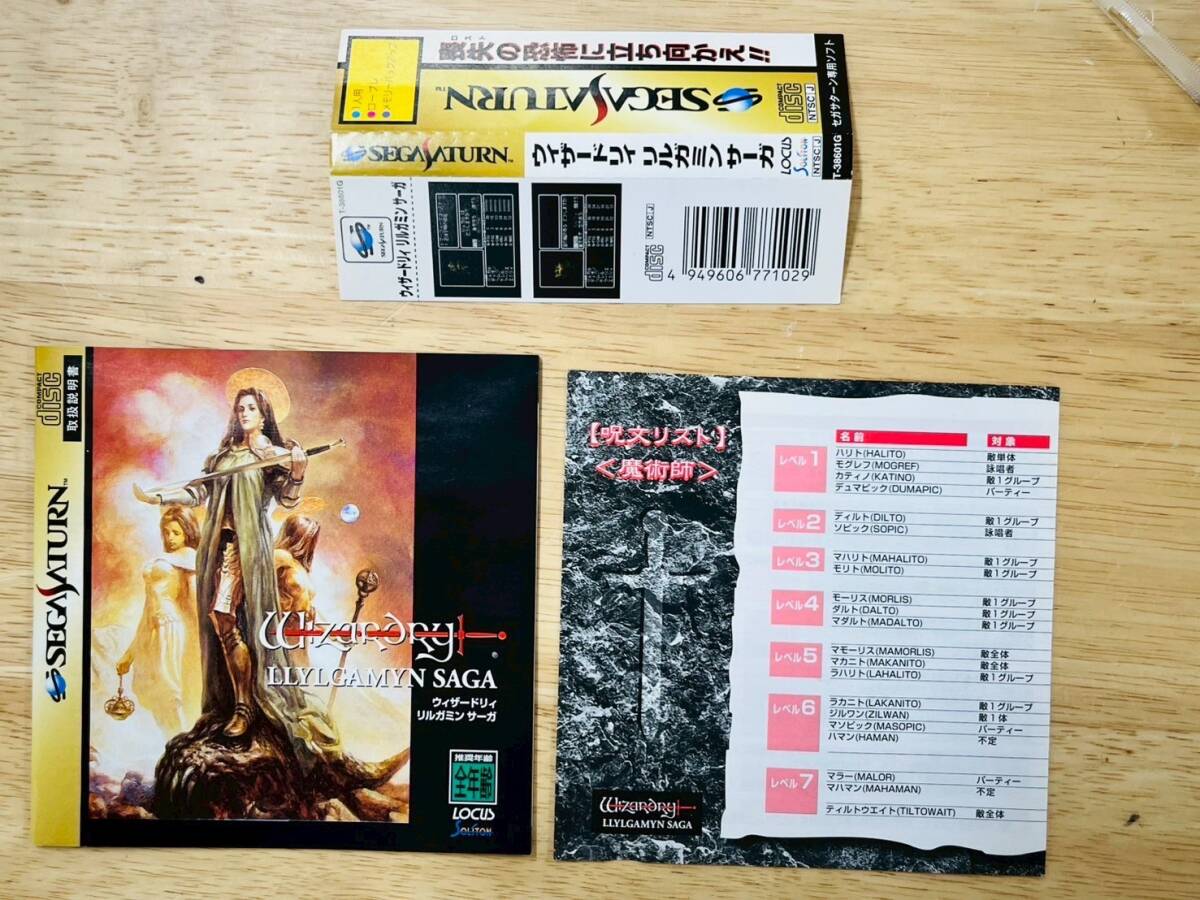 ロスト
喪失の恐怖に立ち向かえ!!
1人用
SEGA SATURN™
COMPACT disc
NTSC J
セガサターン専用ソフト
SEGA SATURN™
ウィザードリィ リルガミン サーガ
LOCUS
SOLITON
NTSC J
T-38601G
T-38601G
SEGA SATURN
ウィザードリィ リルガミン サーガ
COMPACT disc
NTSC J
4 949606 771029
COMPACT disc
取扱説明書
SEGA SATURN™
Wizardry
LLYLGAMYN SAGA
ウィザードリィ
リルガミン サーガ
推奨年齢
全年齢
LOCUS
SOLITON
【呪文リスト】
<魔術師>
名前 対象
レベル1
ハリト(HALITO) 敵単体
モグレフ(MOGREF) 詠唱者
カティノ(KATINO) 敵1グループ
デュマピック(DUMAPIC) パーティー
レベル2
ディルト(DILTO) 敵1グループ
ソピック(SOPIC) 詠唱者
レベル3
マハリト(MAHALITO) 敵1グループ
モリト(MOLITO) 敵1グループ
レベル4
モーリス(MORLIS) 敵1グループ
ダルト(DALTO) 敵1グループ
マダルト(MADALTO) 敵1グループ
レベル5
マモーリス(MAMORLIS) 敵全体
マカニト(MAKANITO) 敵全体
ラハリト(LAHALITO) 敵1グループ
レベル6
ラカニト(LAKANITO) 敵1グループ
ジルワン(ZILWAN) 敵1体
マソピック(MASOPIC) パーティー
ハマン(HAMAN) 不定
レベル7
マラー(MALOR) パーティー
マハマン(MAHAMAN) 不定
ティルトウエイト(TILTOWAIT) 敵全体
Wizardry
LLYLGAMYN SAGA